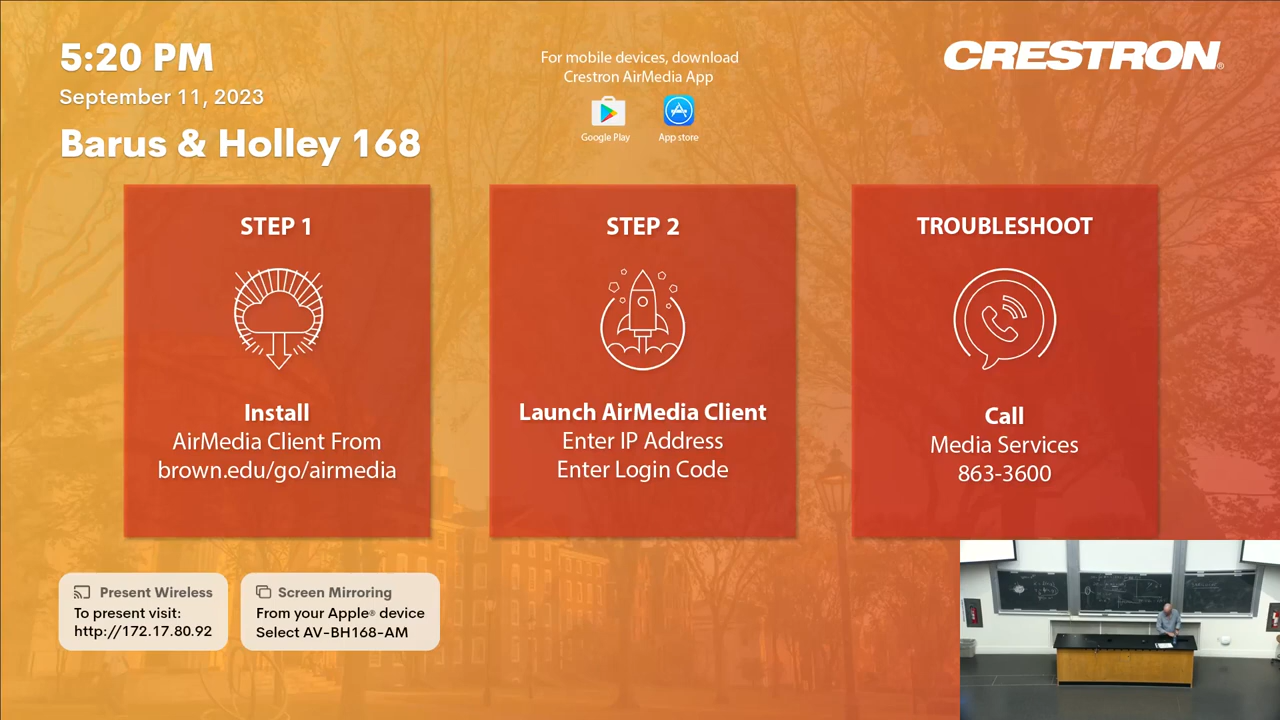 5:20 PM
September 11, 2023
Barus & Holley 168
For mobile devices, download
Crestron AirMedia App
Google Play
App store
CRESTRON®
STEP 1
Install
AirMedia Client From
brown.edu/go/airmedia
STEP 2
Launch AirMedia Client
Enter IP Address
Enter Login Code
TROUBLESHOOT
Call
Media Services
863-3600
Present Wireless
To present visit:
http://172.17.80.92
Screen Mirroring
From your Apple® device
Select AV-BH168-AM